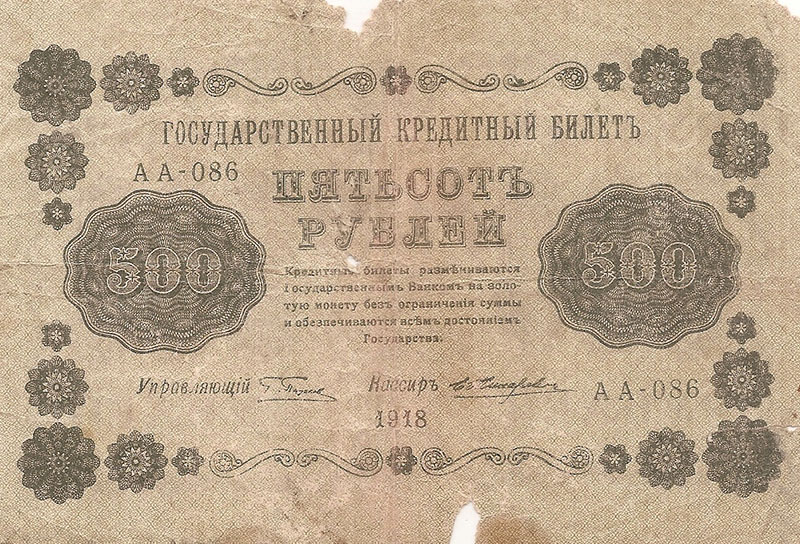 ГОСУДАРСТВЕННЫЙ КРЕДИТНЫЙ БИЛЕТЪ
АА-086
ПЯТЬСОТЪ
РУБЛЕЙ
500
500
Кредитные билеты размѣниваются
Государственнымъ Банкомъ на золо-
тую монету безъ ограниченія суммы
и обезпечиваются всѣмъ достояніемъ
Государства.
Управляющій
Кассиръ
АА-086
1918